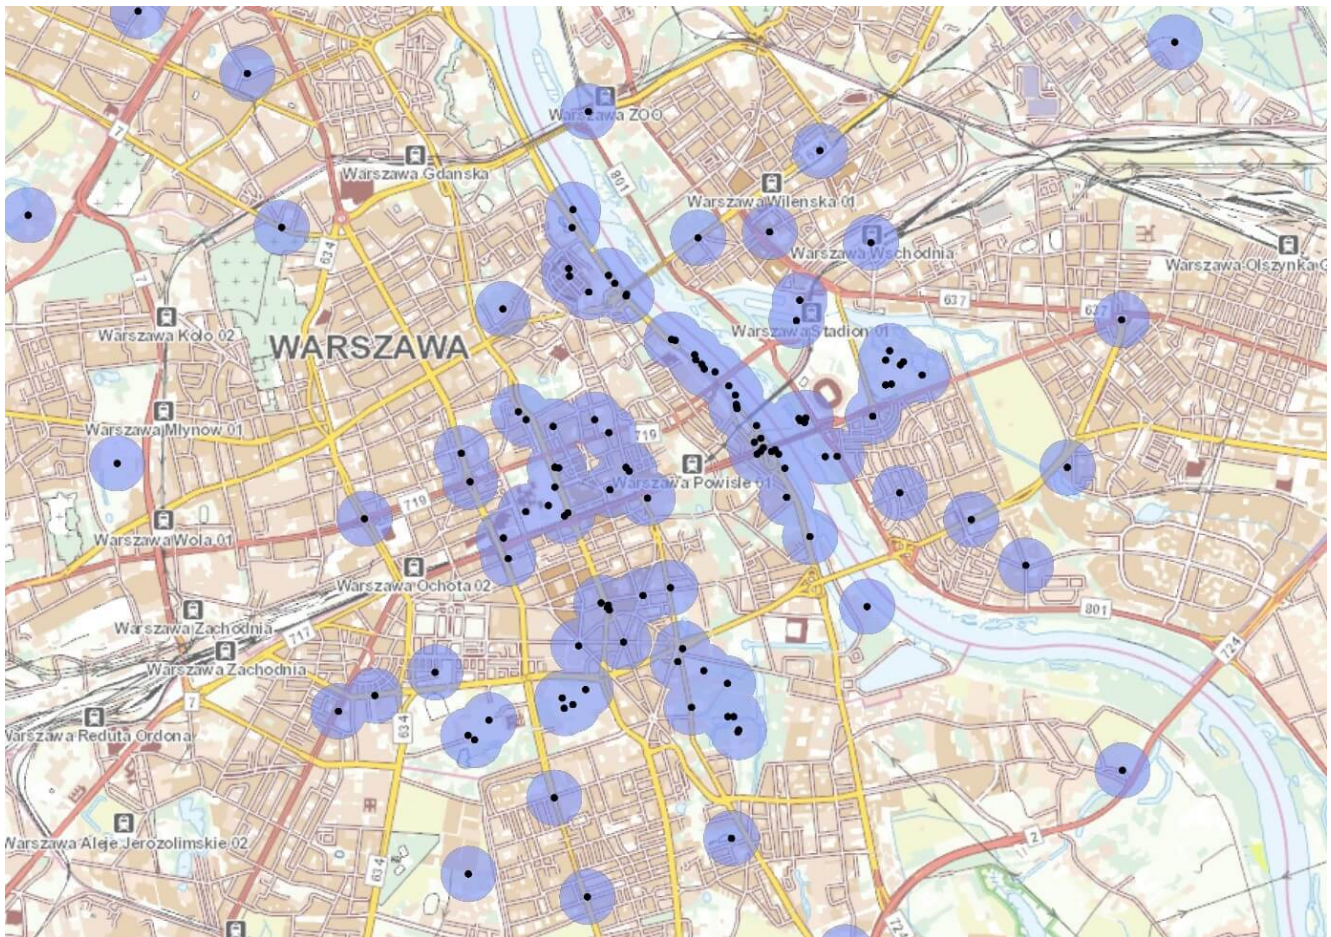 Warszawa ZOO
7
Warszawa Gdańska
801
Warszawa Wileńska 01
634
Warszawa Wschodnia
Warszawa Olszynka G
7
637
637
Warszawa Koło 02
Warszawa Stadion 01
WARSZAWA
Warszawa Młynów 01
719
Warszawa Powiśle 01
719
Warszawa Wola 01
Warszawa Ochota 02
801
Warszawa Zachodnia
717
724
Warszawa Zachodnia
7
634
Warszawa Reduta Ordona
2
Warszawa Aleje Jerozolimskie 02
634
724